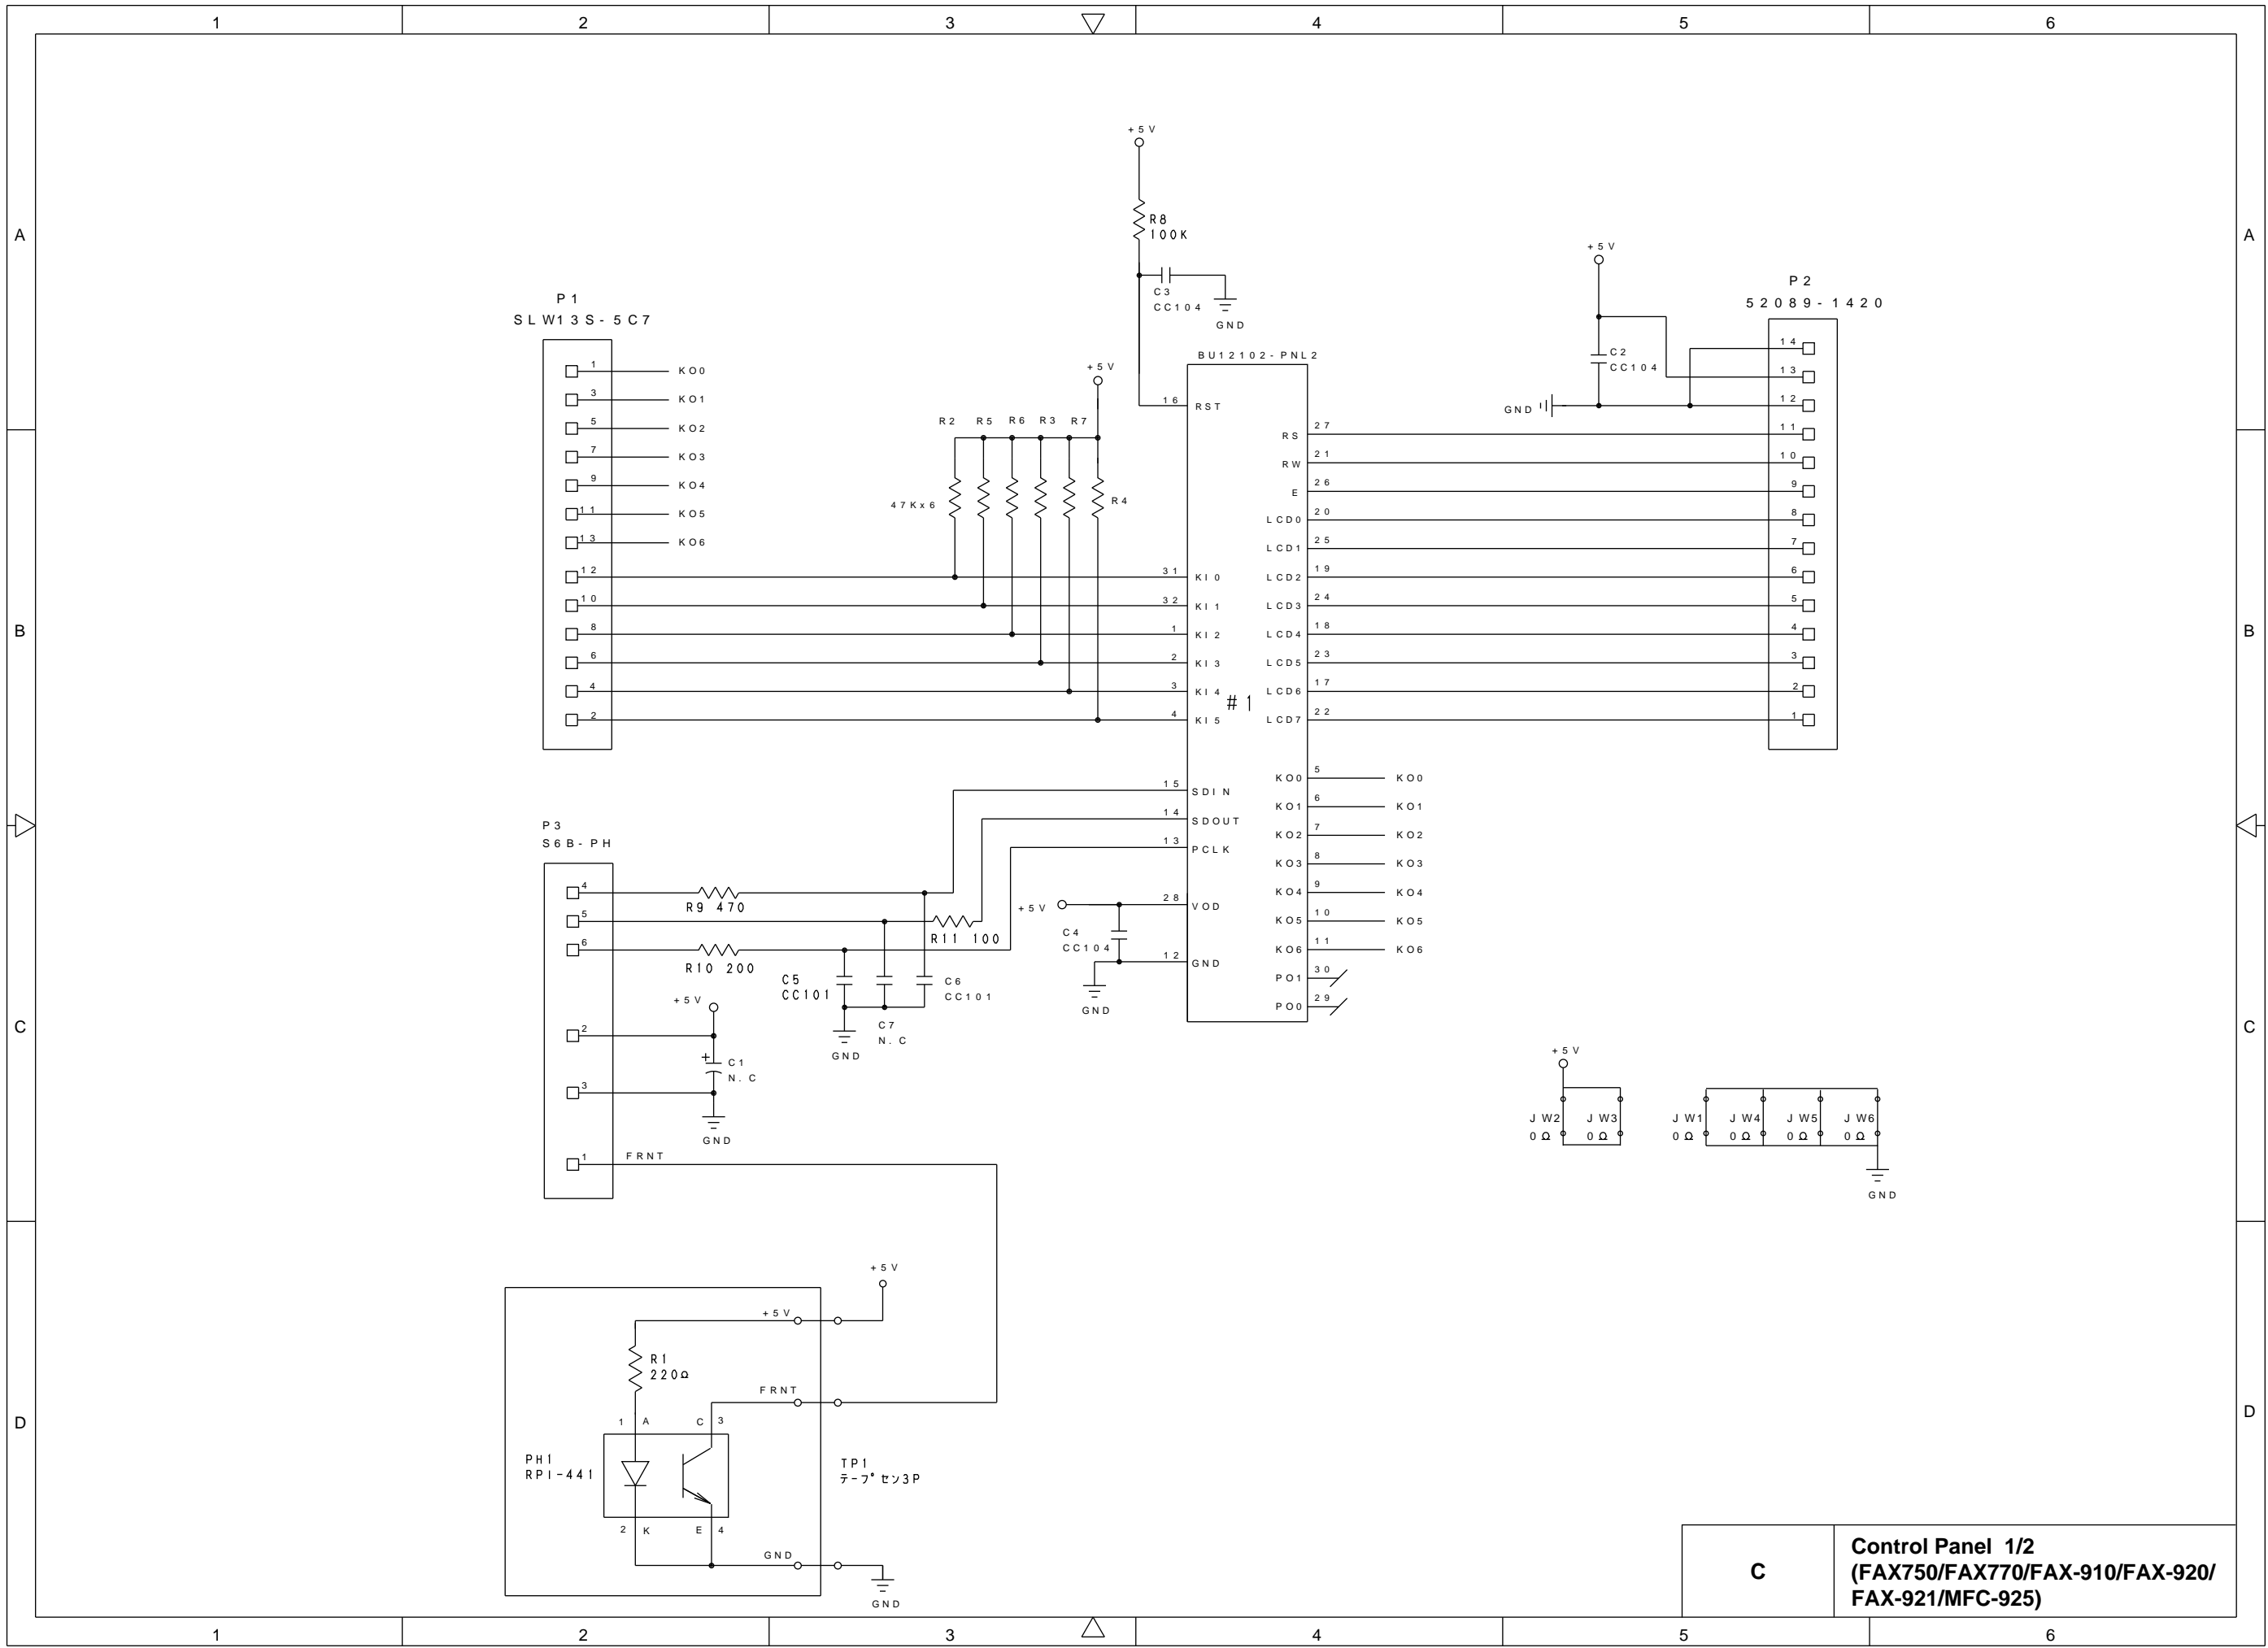 1 2 3 4 5 6
A
A
B
B
C
C
D
D
+5V
R8
100K
C3
CC104
GND
P1
SLW13S-5C7
1 KO0
3 KO1
5 KO2
7 KO3
9 KO4
11 KO5
13 KO6
12
10
8
6
4
2
+5V
R2 R5 R6 R3 R7
47Kx6
R4
BU12102-PNL2
16 RST
31 KI0
32 KI1
1 KI2
2 KI3
3 KI4
4 KI5
#1
15 SDIN
14 SDOUT
13 PCLK
28 VOD
12 GND
RS 27
RW 21
E 26
LCD0 20
LCD1 25
LCD2 19
LCD3 24
LCD4 18
LCD5 23
LCD6 17
LCD7 22
KO0 5 KO0
KO1 6 KO1
KO2 7 KO2
KO3 8 KO3
KO4 9 KO4
KO5 10 KO5
KO6 11 KO6
PO1 30
PO0 29
+5V
C2
CC104
GND
P2
52089-1420
14
13
12
11
10
9
8
7
6
5
4
3
2
1
P3
S6B-PH
4
5
6
2
3
1 FRNT
R9 470
R11 100
R10 200
C5
CC101
C6
CC101
C7
N.C
GND
+5V
C4
CC104
GND
+5V
C1
N.C
GND
+5V
JW2
0Ω
JW3
0Ω
JW1
0Ω
JW4
0Ω
JW5
0Ω
JW6
0Ω
GND
+5V
+5V
R1
220Ω
FRNT
1 A
C 3
PH1
RPI-441
TP1
テープセン3P
2 K
E 4
GND
GND
C
Control Panel 1/2
(FAX750/FAX770/FAX-910/FAX-920/
FAX-921/MFC-925)
1 2 3 4 5 6